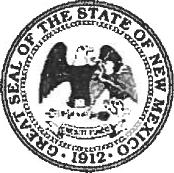 GREAT SEAL OF THE STATE OF NEW MEXICO
· 1912 ·